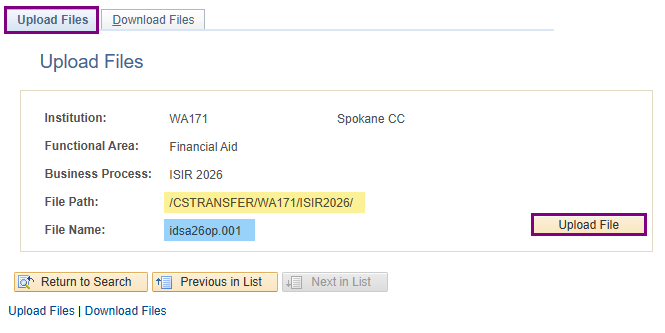 Upload Files Download Files
Upload Files
Institution: WA171 Spokane CC
Functional Area: Financial Aid
Business Process: ISIR 2026
File Path: /CSTRANSFER/WA171/ISIR2026/
File Name: idsa26op.001
Upload File
Return to Search Previous in List Next in List
Upload Files | Download Files